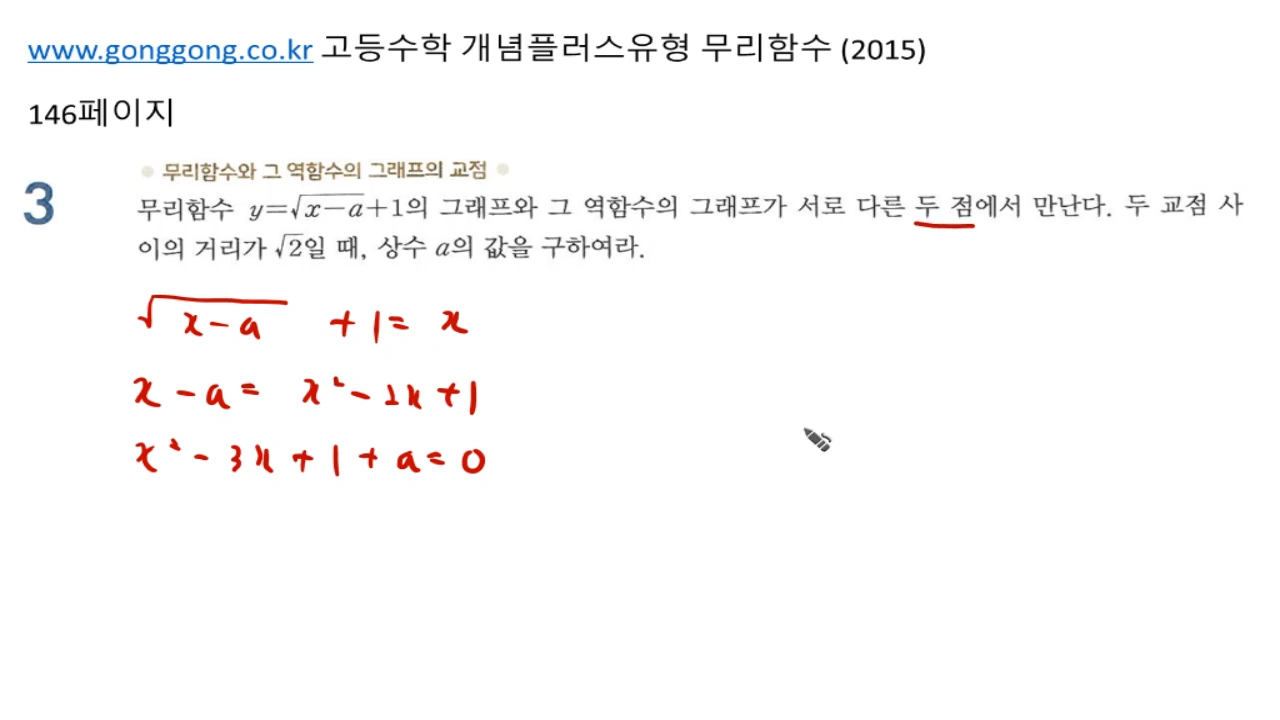 www.gonggong.co.kr 고등수학 개념플러스유형 무리함수 (2015)
146페이지
무리함수와 그 역함수의 그래프의 교점
3 무리함수 y=√x−a+1의 그래프와 그 역함수의 그래프가 서로 다른 두 점에서 만난다. 두 교점 사
이의 거리가 √2일 때, 상수 a의 값을 구하여라.
√x−a +1= x
x−a= x²−2x+1
x²−3x+1+a=0